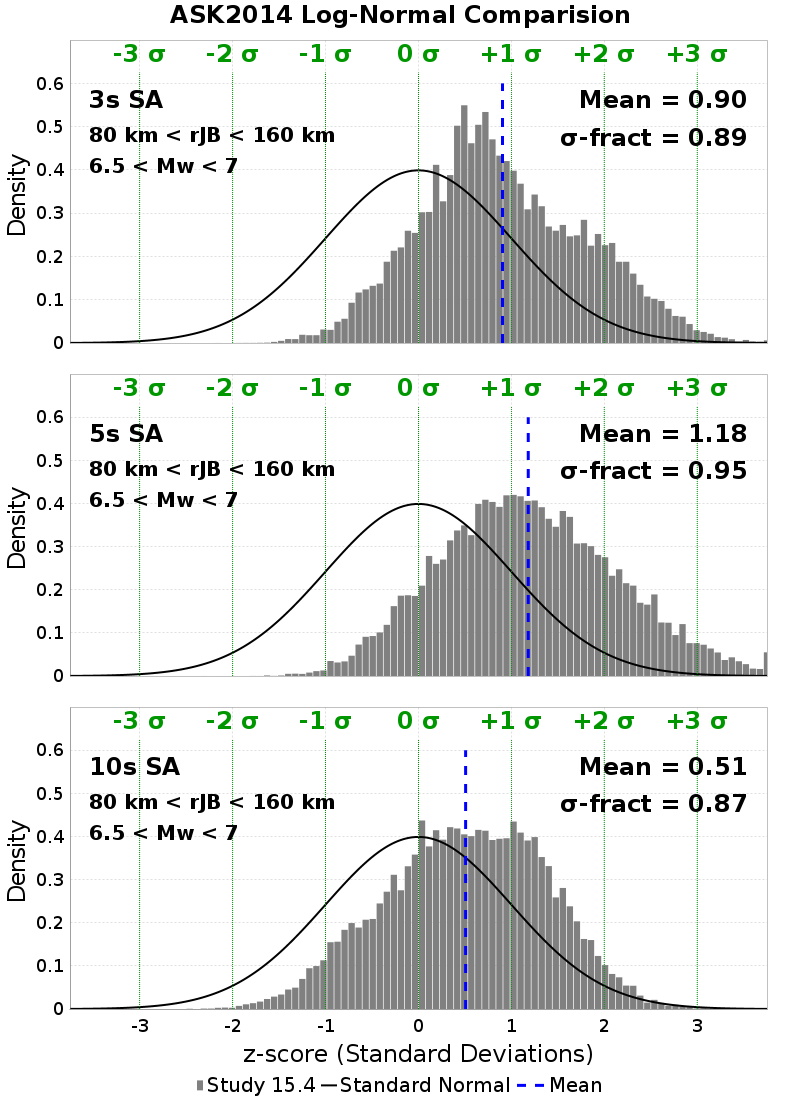 ASK2014 Log-Normal Comparision
-3 σ -2 σ -1 σ 0 σ +1 σ +2 σ +3 σ
3s SA
Mean = 0.90
80 km < rJB < 160 km
σ-fract = 0.89
6.5 < Mw < 7
Density
0.6
0.5
0.4
0.3
0.2
0.1
0
-3 σ -2 σ -1 σ 0 σ +1 σ +2 σ +3 σ
5s SA
Mean = 1.18
80 km < rJB < 160 km
σ-fract = 0.95
6.5 < Mw < 7
Density
0.6
0.5
0.4
0.3
0.2
0.1
0
-3 σ -2 σ -1 σ 0 σ +1 σ +2 σ +3 σ
10s SA
Mean = 0.51
80 km < rJB < 160 km
σ-fract = 0.87
6.5 < Mw < 7
Density
0.6
0.5
0.4
0.3
0.2
0.1
0
-3 -2 -1 0 1 2 3
z-score (Standard Deviations)
Study 15.4 Standard Normal Mean